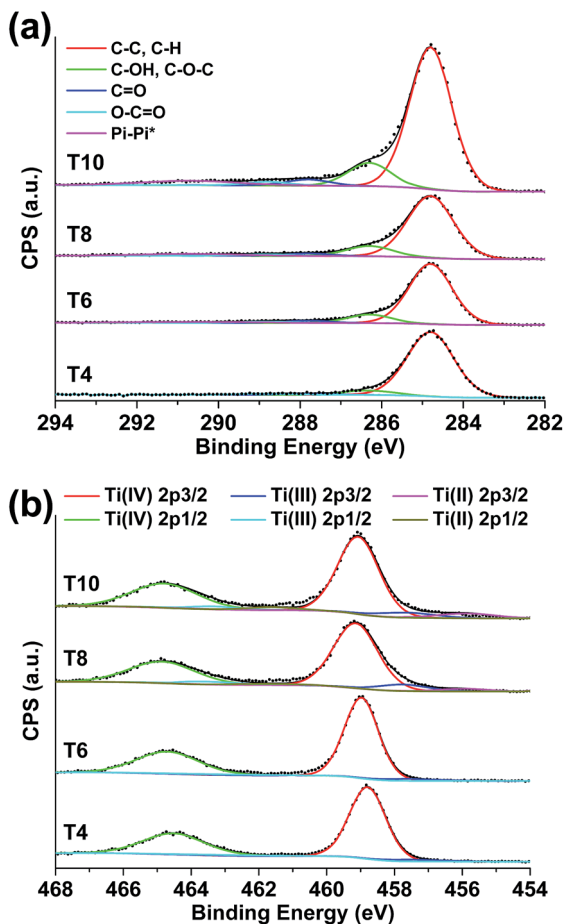 (a)
C-C, C-H
C-OH, C-O-C
C=O
O-C=O
Pi-Pi*
T10
T8
T6
T4
CPS (a.u.)
294 292 290 288 286 284 282
Binding Energy (eV)
(b)
Ti(IV) 2p3/2 Ti(III) 2p3/2 Ti(II) 2p3/2
Ti(IV) 2p1/2 Ti(III) 2p1/2 Ti(II) 2p1/2
T10
T8
T6
T4
CPS (a.u.)
468 466 464 462 460 458 456 454
Binding Energy (eV)